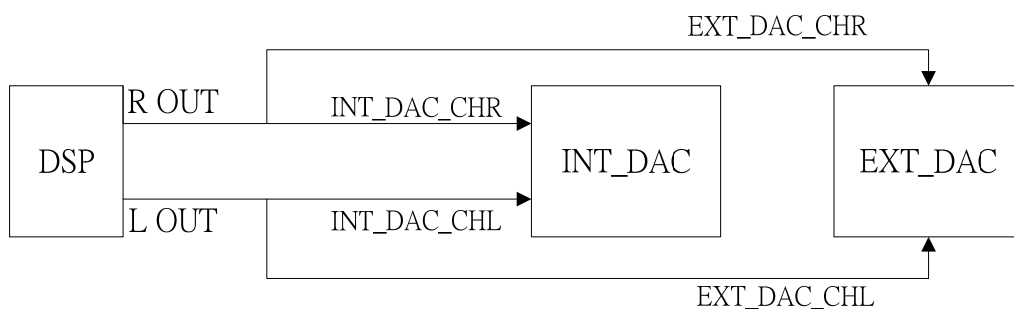 EXT_DAC_CHR
R OUT
INT_DAC_CHR
DSP
INT_DAC
EXT_DAC
L OUT
INT_DAC_CHL
EXT_DAC_CHL